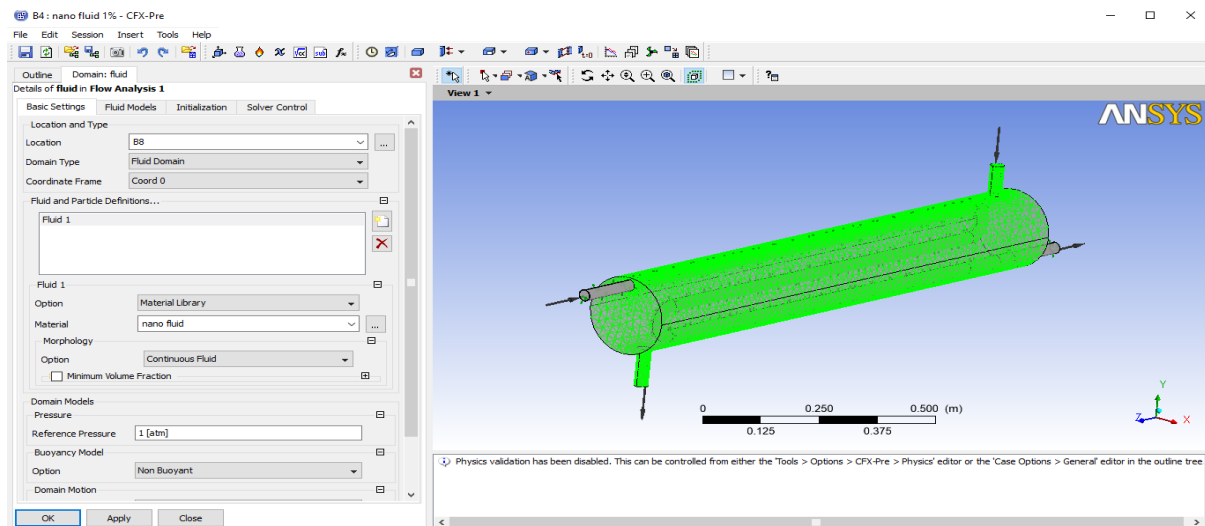 B4 : nano fluid 1% - CFX-Pre
File Edit Session Insert Tools Help
Outline Domain: fluid
Details of fluid in Flow Analysis 1
Basic Settings Fluid Models Initialization Solver Control
Location and Type
Location B8 ...
Domain Type Fluid Domain
Coordinate Frame Coord 0
Fluid and Particle Definitions...
Fluid 1
Fluid 1
Option Material Library
Material nano fluid ...
Morphology
Option Continuous Fluid
Minimum Volume Fraction
Domain Models
Pressure
Reference Pressure 1 [atm]
Buoyancy Model
Option Non Buoyant
Domain Motion
OK Apply Close
View 1
ANSYS
0 0.250 0.500 (m)
0.125 0.375
Y
Z X
Physics validation has been disabled. This can be controlled from either the 'Tools > Options > CFX-Pre > Physics' editor or the 'Case Options > General' editor in the outline tree